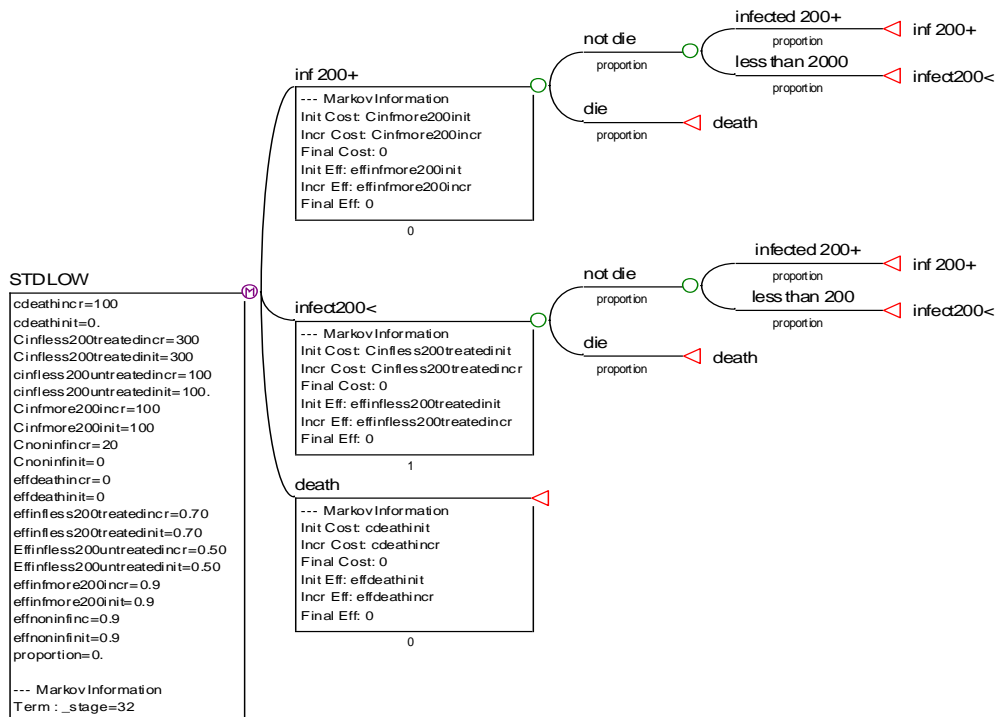 STDLOW
cdeathincr=100
cdeathinit=0.
Cinfless200treatedincr=300
Cinfless200treatedinit=300
cinfless200untreatedincr=100
cinfless200untreatedinit=100.
Cinfmore200incr=100
Cinfmore200init=100
Cnoninfincr=20
Cnoninfinit=0
effdeathincr=0
effdeathinit=0
effinfless200treatedincr=0.70
effinfless200treatedinit=0.70
Effinfless200untreatedincr=0.50
Effinfless200untreatedinit=0.50
effinfmore200incr=0.9
effinfmore200init=0.9
effnoninfinc=0.9
effnoninfinit=0.9
proportion=0.
--- Markov Information
Term : _stage=32
M
inf 200+
--- Markov Information
Init Cost: Cinfmore200init
Incr Cost: Cinfmore200incr
Final Cost: 0
Init Eff: effinfmore200init
Incr Eff: effinfmore200incr
Final Eff: 0
0
not die
proportion
infected 200+
proportion
inf 200+
less than 2000
proportion
infect200<
die
proportion
death
infect200<
--- Markov Information
Init Cost: Cinfless200treatedinit
Incr Cost: Cinfless200treatedincr
Final Cost: 0
Init Eff: effinfless200treatedinit
Incr Eff: effinfless200treatedincr
Final Eff: 0
1
not die
proportion
infected 200+
proportion
inf 200+
less than 200
proportion
infect200<
die
proportion
death
death
--- Markov Information
Init Cost: cdeathinit
Incr Cost: cdeathincr
Final Cost: 0
Init Eff: effdeathinit
Incr Eff: effdeathincr
Final Eff: 0
0